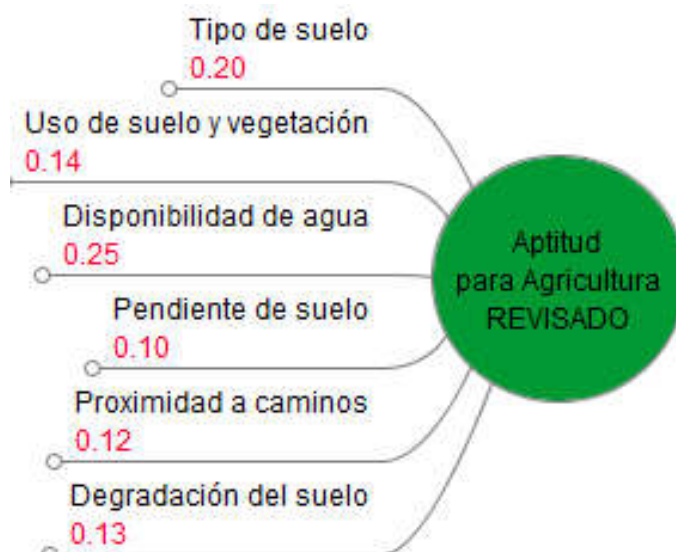 Tipo de suelo
0.20
Uso de suelo y vegetación
0.14
Disponibilidad de agua
0.25
Pendiente de suelo
0.10
Proximidad a caminos
0.12
Degradación del suelo
0.13
Aptitud
para Agricultura
REVISADO